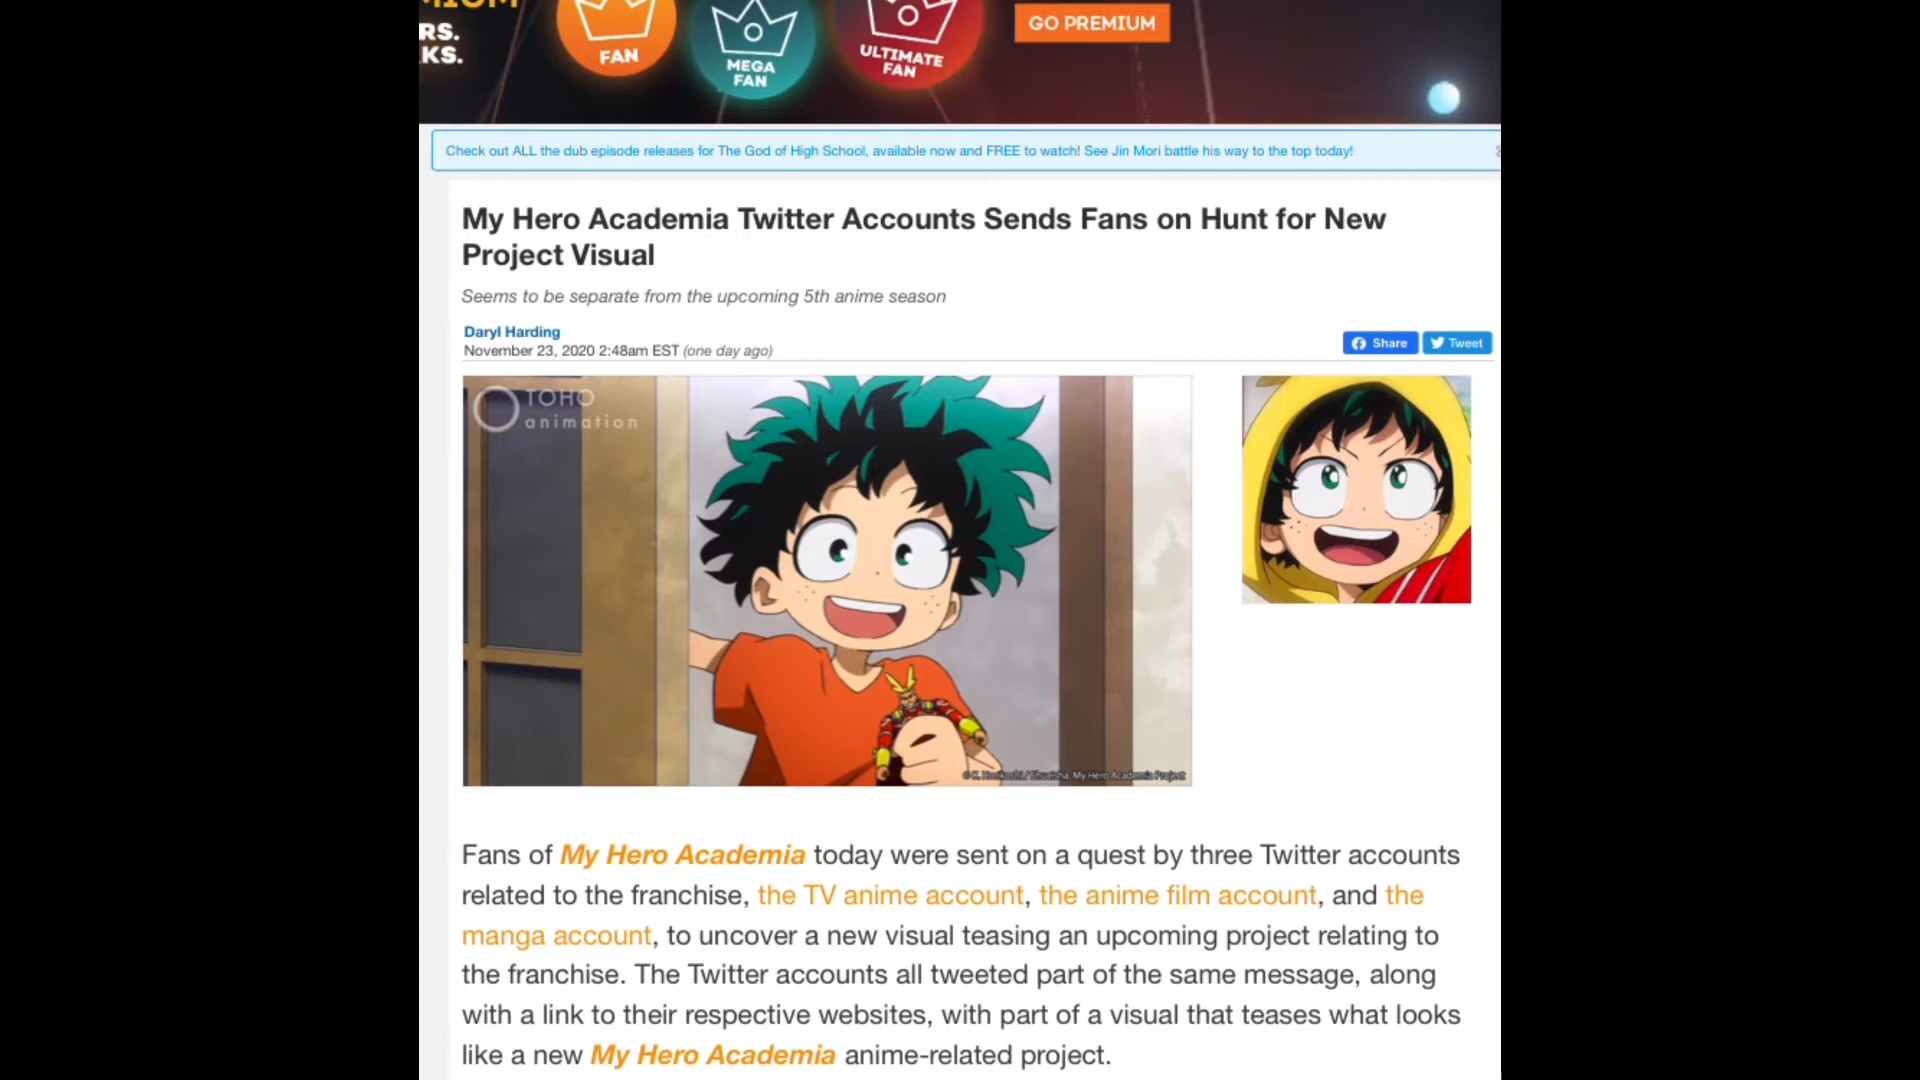 RS.
KS.
FAN
MEGA
FAN
ULTIMATE
FAN
GO PREMIUM
Check out ALL the dub episode releases for The God of High School, available now and FREE to watch! See Jin Mori battle his way to the top today!
My Hero Academia Twitter Accounts Sends Fans on Hunt for New
Project Visual
Seems to be separate from the upcoming 5th anime season
Daryl Harding
November 23, 2020 2:48am EST (one day ago)
Share
Tweet
TOHO
animation
©K. Horikoshi / Shueisha, My Hero Academia Project
Fans of My Hero Academia today were sent on a quest by three Twitter accounts
related to the franchise, the TV anime account, the anime film account, and the
manga account, to uncover a new visual teasing an upcoming project relating to
the franchise. The Twitter accounts all tweeted part of the same message, along
with a link to their respective websites, with part of a visual that teases what looks
like a new My Hero Academia anime-related project.